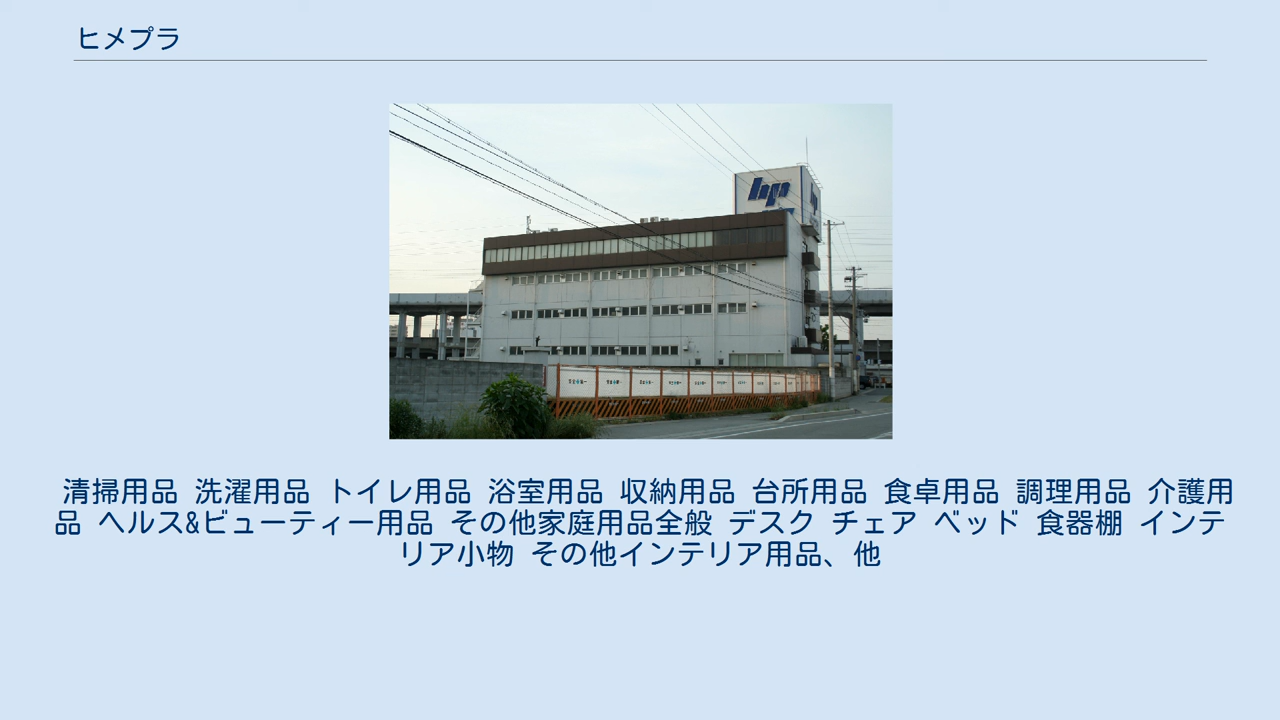 ヒメプラ
hp
清掃用品 洗濯用品 トイレ用品 浴室用品 収納用品 台所用品 食卓用品 調理用品 介護用
品 ヘルス&ビューティー用品 その他家庭用品全般 デスク チェア ベッド 食器棚 インテ
リア小物 その他インテリア用品、他